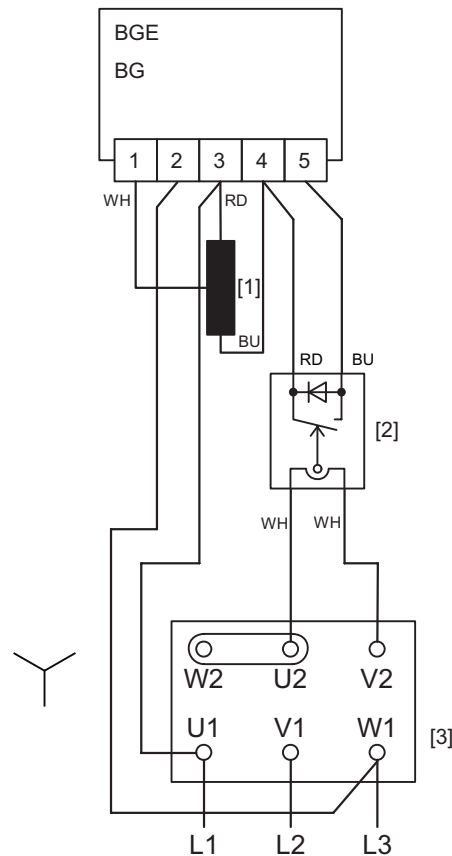 BGE
BG
1 2 3 4 5
WH RD
[1]
BU
RD BU
[2]
WH WH
W2 U2 V2
U1 V1 W1
[3]
L1 L2 L3